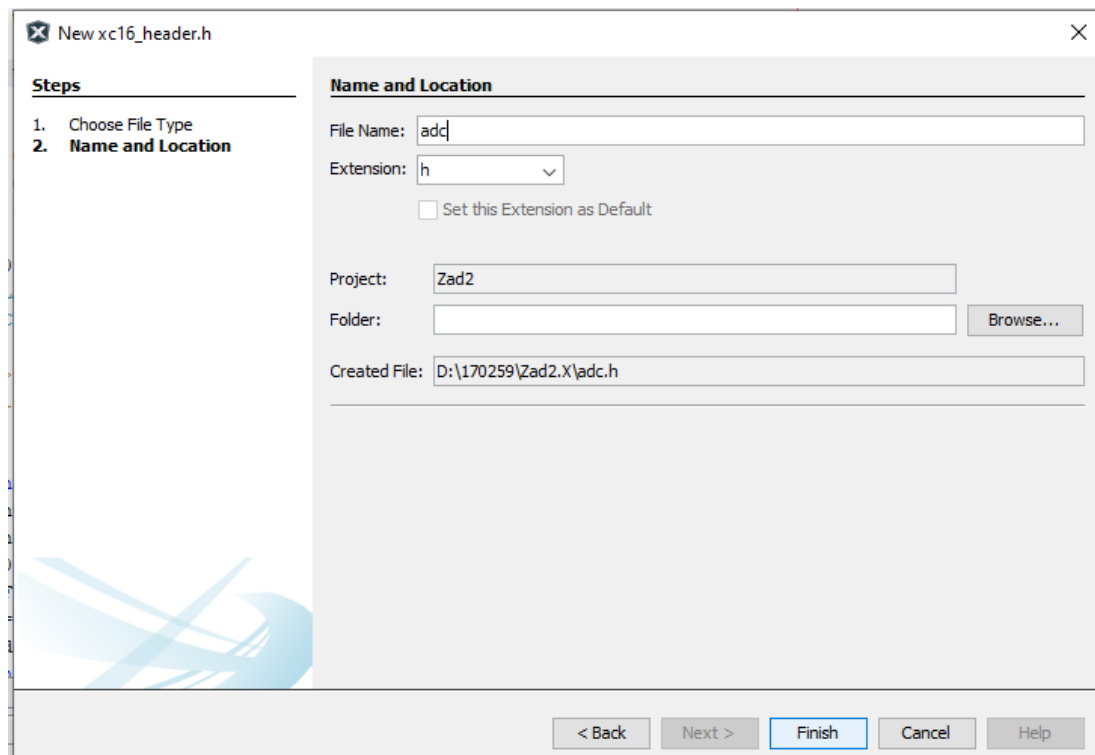 New xc16_header.h
Steps
1. Choose File Type
2. Name and Location
Name and Location
File Name: adc
Extension: h
Set this Extension as Default
Project: Zad2
Folder:
Browse...
Created File: D:\170259\Zad2.X\adc.h
< Back
Next >
Finish
Cancel
Help